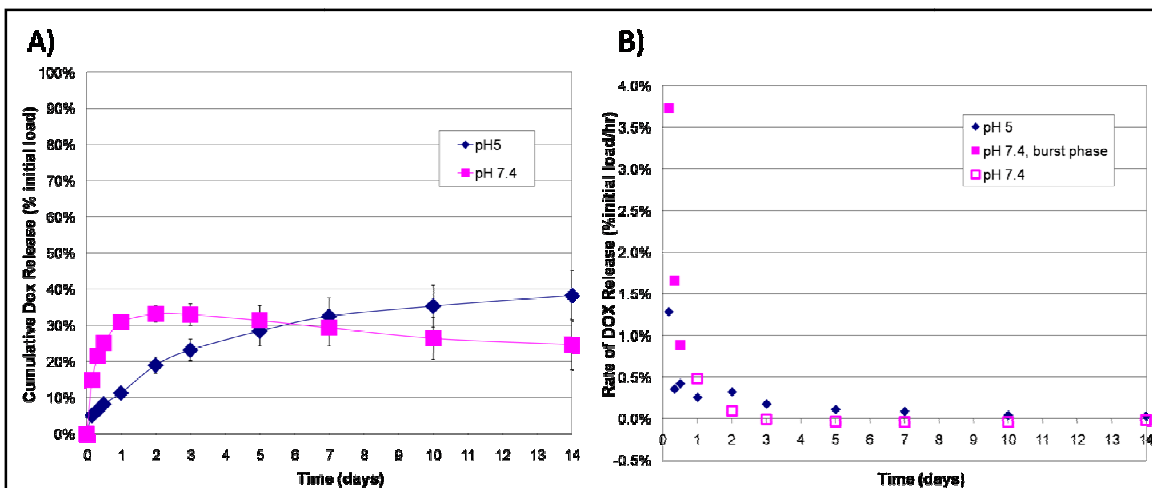 A)
Cumulative Dox Release (% initial load)
100%
90%
80%
70%
60%
50%
40%
30%
20%
10%
0%
pH5
pH 7.4
0 1 2 3 4 5 6 7 8 9 10 11 12 13 14
Time (days)
B)
Rate of DOX Release (%initial load/hr)
4.0%
3.5%
3.0%
2.5%
2.0%
1.5%
1.0%
0.5%
0.0%
-0.5%
pH 5
pH 7.4, burst phase
pH 7.4
0 1 2 3 4 5 6 7 8 9 10 11 12 13 14
Time (days)